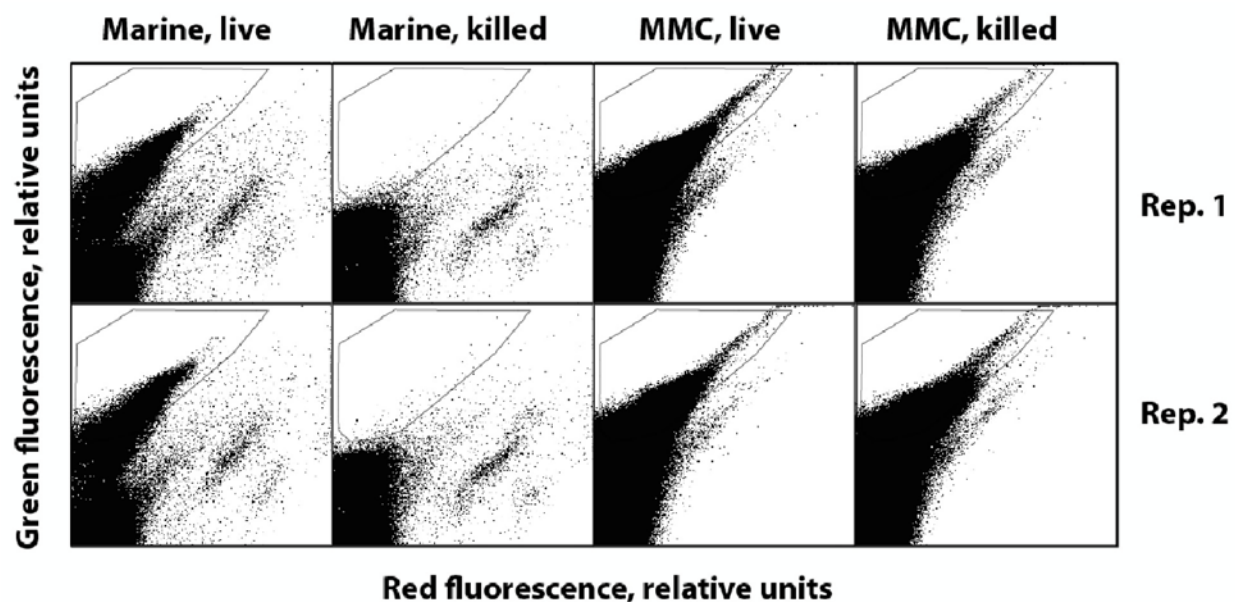 Marine, live
Marine, killed
MMC, live
MMC, killed
Green fluorescence, relative units
Rep. 1
Rep. 2
Red fluorescence, relative units